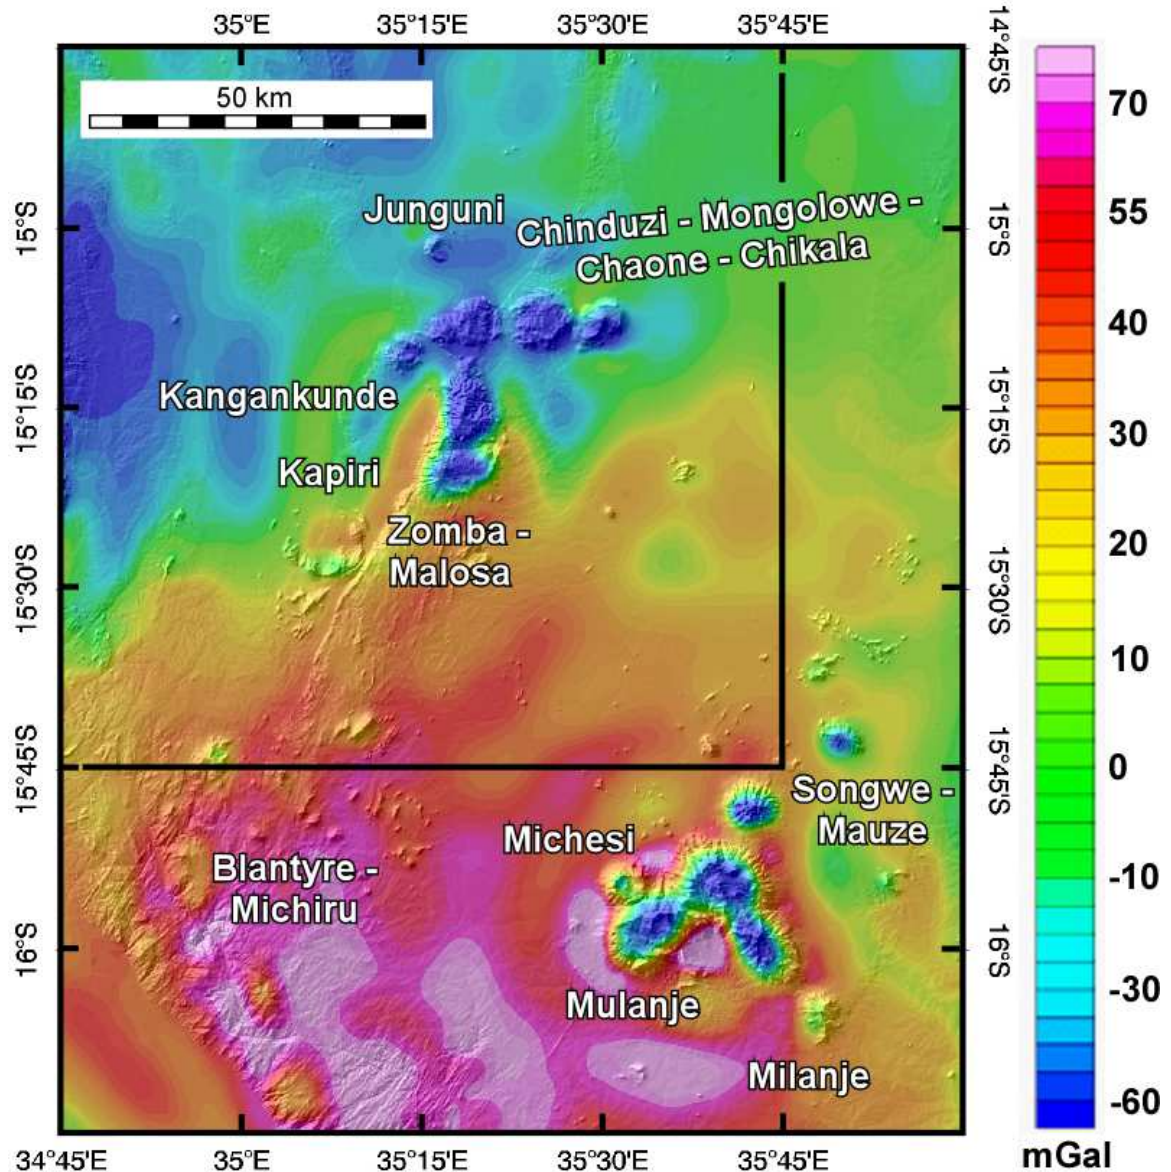 35°E 35°15'E 35°30'E 35°45'E
14°45'S
50 km
70
Junguni
Chinduzi - Mongolowe -
Chaone - Chikala
15°S 15°S
55
40
Kangankunde
15°15'S 15°15'S
30
Kapiri
Zomba -
Malosa
20
15°30'S 15°30'S
10
0
15°45'S 15°45'S
Songwe -
Mauze
Michesi
Blantyre -
Michiru
-10
16°S 16°S
-30
Mulanje
Milanje
-60
mGal
34°45'E 35°E 35°15'E 35°30'E 35°45'E